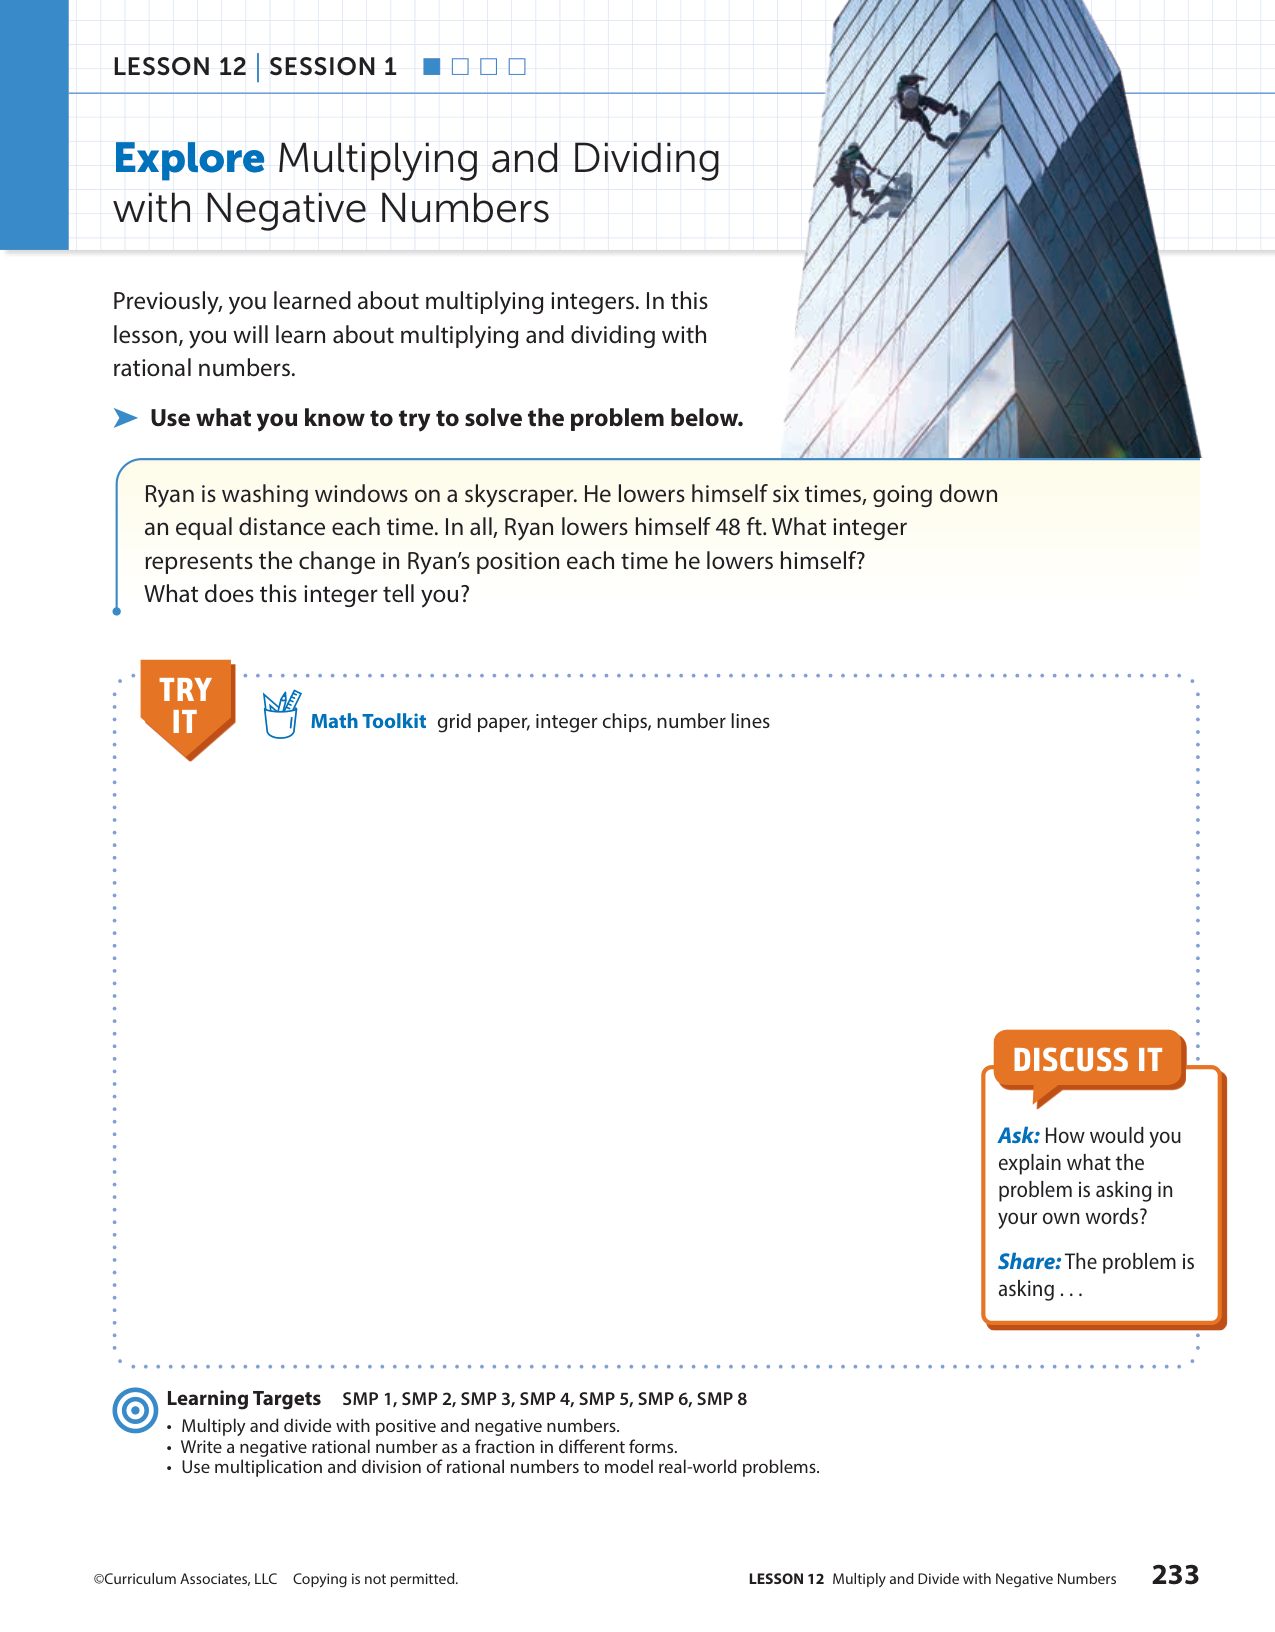 LESSON 12 | SESSION 1
Explore Multiplying and Dividing
with Negative Numbers
Previously, you learned about multiplying integers. In this
lesson, you will learn about multiplying and dividing with
rational numbers.
Use what you know to try to solve the problem below.
Ryan is washing windows on a skyscraper. He lowers himself six times, going down
an equal distance each time. In all, Ryan lowers himself 48 ft. What integer
represents the change in Ryan’s position each time he lowers himself?
What does this integer tell you?
TRY
IT
Math Toolkit grid paper, integer chips, number lines
DISCUSS IT
Ask: How would you
explain what the
problem is asking in
your own words?
Share: The problem is
asking . . .
Learning Targets SMP 1, SMP 2, SMP 3, SMP 4, SMP 5, SMP 6, SMP 8
• Multiply and divide with positive and negative numbers.
• Write a negative rational number as a fraction in different forms.
• Use multiplication and division of rational numbers to model real-world problems.
©Curriculum Associates, LLC Copying is not permitted.
LESSON 12 Multiply and Divide with Negative Numbers 233